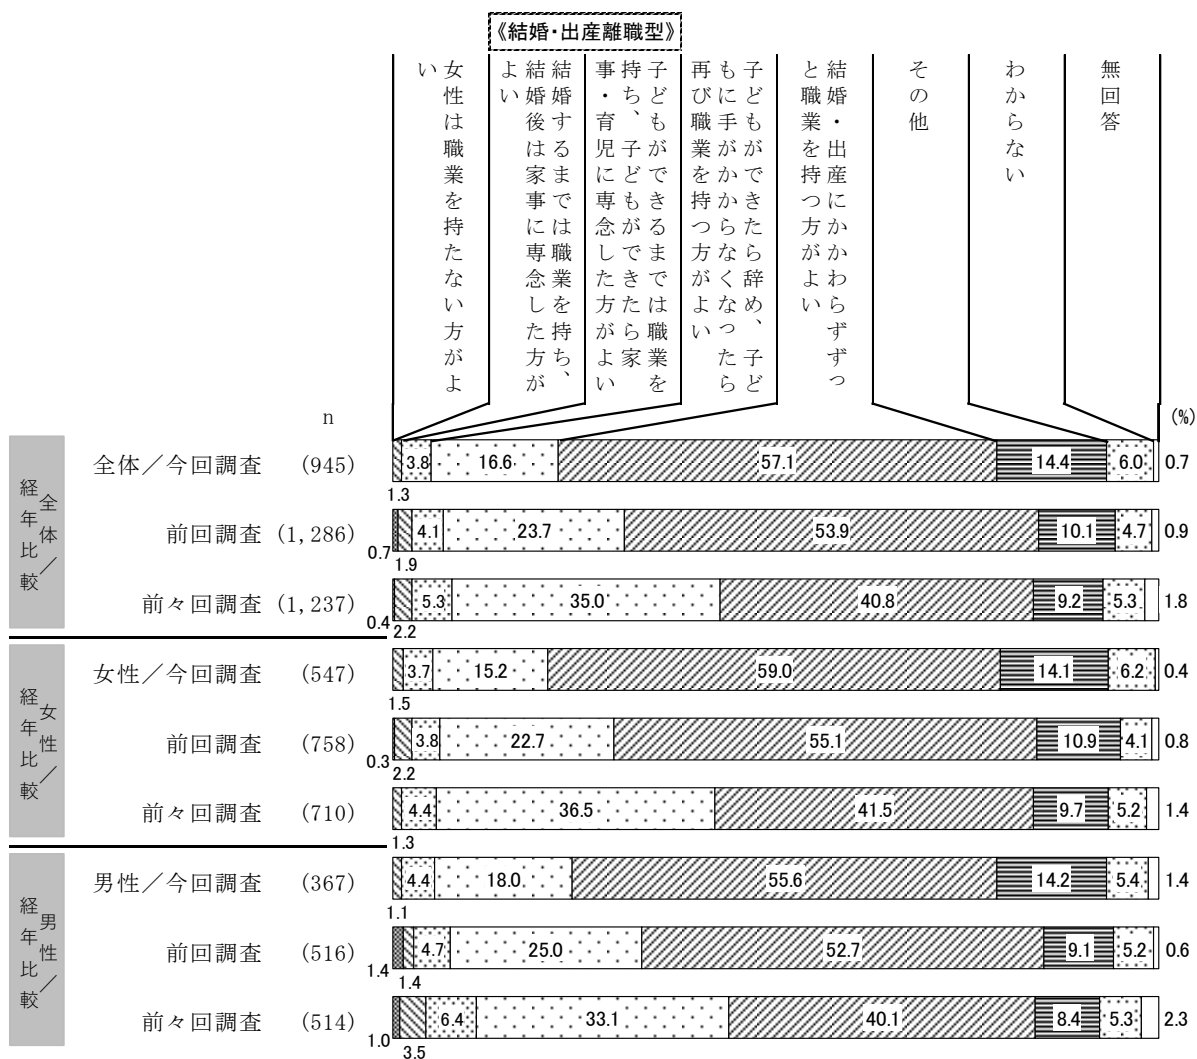 《結婚・出産離職型》
女性は職業を持たない方がよ
い
結婚するまでは職業を持ち、
結婚後は家事に専念した方が
よい
子どもができるまでは職業を
持ち、子どもができたら家
事・育児に専念した方がよい
子どもができたら辞め、子ど
もに手がかからなくなったら
再び職業を持つ方がよい
結婚・出産にかかわらずずっ
と職業を持つ方がよい
その他
わからない
無回答
n
(%)
全体／
経年比較
全体／今回調査 (945) 1.3 3.8 16.6 57.1 14.4 6.0 0.7
前回調査 (1,286) 0.7 1.9 4.1 23.7 53.9 10.1 4.7 0.9
前々回調査 (1,237) 0.4 2.2 5.3 35.0 40.8 9.2 5.3 1.8
女性／
経年比較
女性／今回調査 (547) 1.5 3.7 15.2 59.0 14.1 6.2 0.4
前回調査 (758) 0.3 2.2 3.8 22.7 55.1 10.9 4.1 0.8
前々回調査 (710) 1.3 4.4 36.5 41.5 9.7 5.2 1.4
男性／
経年比較
男性／今回調査 (367) 1.1 4.4 18.0 55.6 14.2 5.4 1.4
前回調査 (516) 1.4 1.4 4.7 25.0 52.7 9.1 5.2 0.6
前々回調査 (514) 1.0 3.5 6.4 33.1 40.1 8.4 5.3 2.3